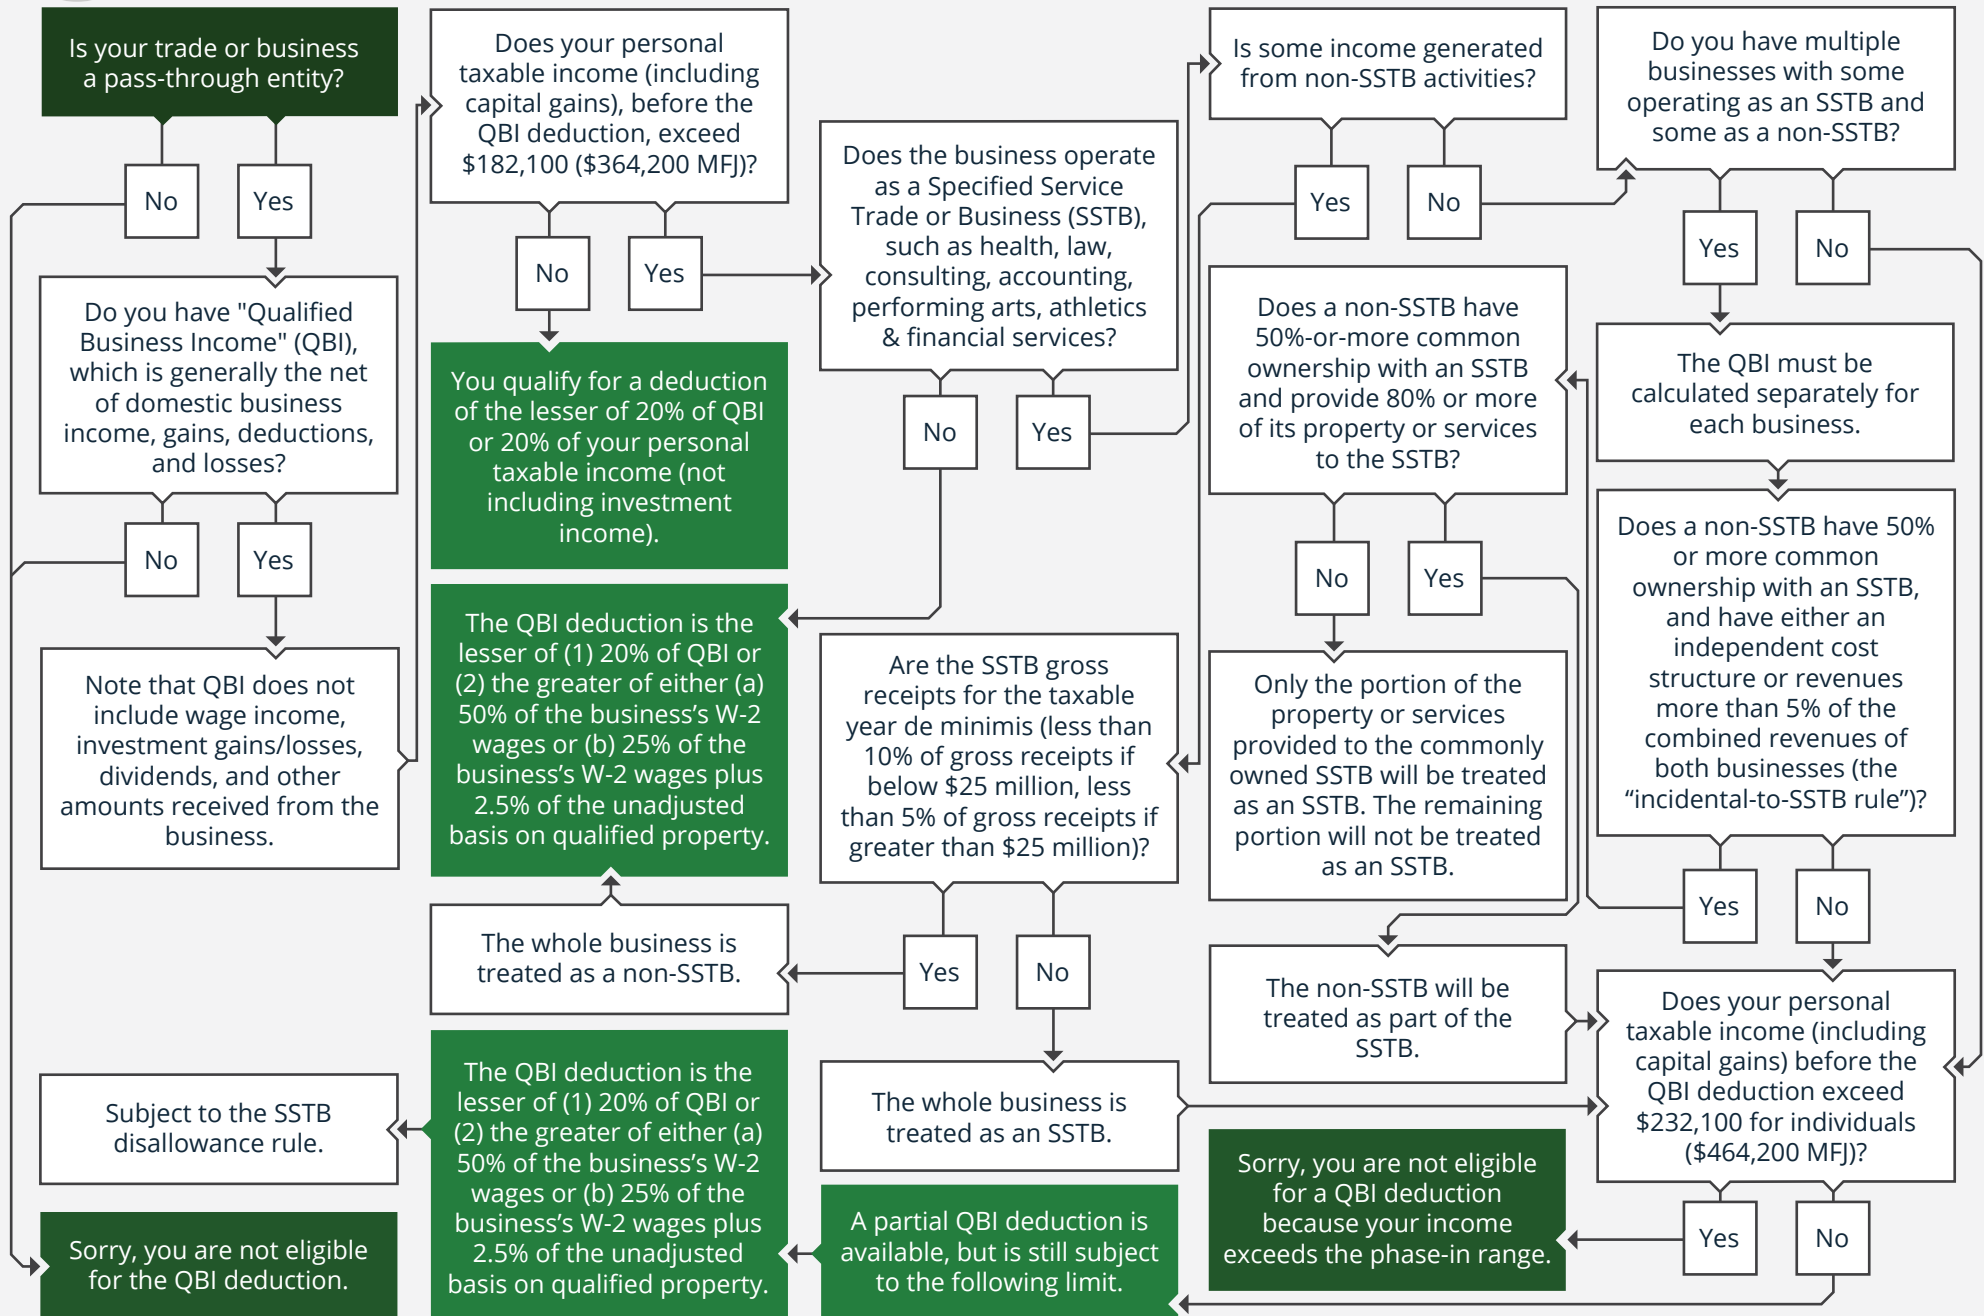 Is your trade or business
a pass-through entity?
No
Yes
Do you have "Qualified
Business Income" (QBI),
which is generally the net
of domestic business
income, gains, deductions,
and losses?
No
Yes
Note that QBI does not
include wage income,
investment gains/losses,
dividends, and other
amounts received from the
business.
Subject to the SSTB
disallowance rule.
Sorry, you are not eligible
for the QBI deduction.
Does your personal
taxable income (including
capital gains), before the
QBI deduction, exceed
$182,100 ($364,200 MFJ)?
No
Yes
You qualify for a deduction
of the lesser of 20% of QBI
or 20% of your personal
taxable income (not
including investment
income).
The QBI deduction is the
lesser of (1) 20% of QBI or
(2) the greater of either (a)
50% of the business’s W-2
wages or (b) 25% of the
business’s W-2 wages plus
2.5% of the unadjusted
basis on qualified property.
The whole business is
treated as a non-SSTB.
The QBI deduction is the
lesser of (1) 20% of QBI or
(2) the greater of either (a)
50% of the business’s W-2
wages or (b) 25% of the
business’s W-2 wages plus
2.5% of the unadjusted
basis on qualified property.
Does the business operate
as a Specified Service
Trade or Business (SSTB),
such as health, law,
consulting, accounting,
performing arts, athletics
& financial services?
No
Yes
Are the SSTB gross
receipts for the taxable
year de minimis (less than
10% of gross receipts if
below $25 million, less
than 5% of gross receipts if
greater than $25 million)?
Yes
No
The whole business is
treated as an SSTB.
A partial QBI deduction is
available, but is still subject
to the following limit.
Is some income generated
from non-SSTB activities?
Yes
No
Does a non-SSTB have
50%-or-more common
ownership with an SSTB
and provide 80% or more
of its property or services
to the SSTB?
No
Yes
Only the portion of the
property or services
provided to the commonly
owned SSTB will be treated
as an SSTB. The remaining
portion will not be treated
as an SSTB.
The non-SSTB will be
treated as part of the
SSTB.
Sorry, you are not eligible
for a QBI deduction
because your income
exceeds the phase-in range.
Do you have multiple
businesses with some
operating as an SSTB and
some as a non-SSTB?
Yes
No
The QBI must be
calculated separately for
each business.
Does a non-SSTB have 50%
or more common
ownership with an SSTB,
and have either an
independent cost
structure or revenues
more than 5% of the
combined revenues of
both businesses (the
“incidental-to-SSTB rule”)?
Yes
No
Does your personal
taxable income (including
capital gains) before the
QBI deduction exceed
$232,100 for individuals
($464,200 MFJ)?
Yes
No